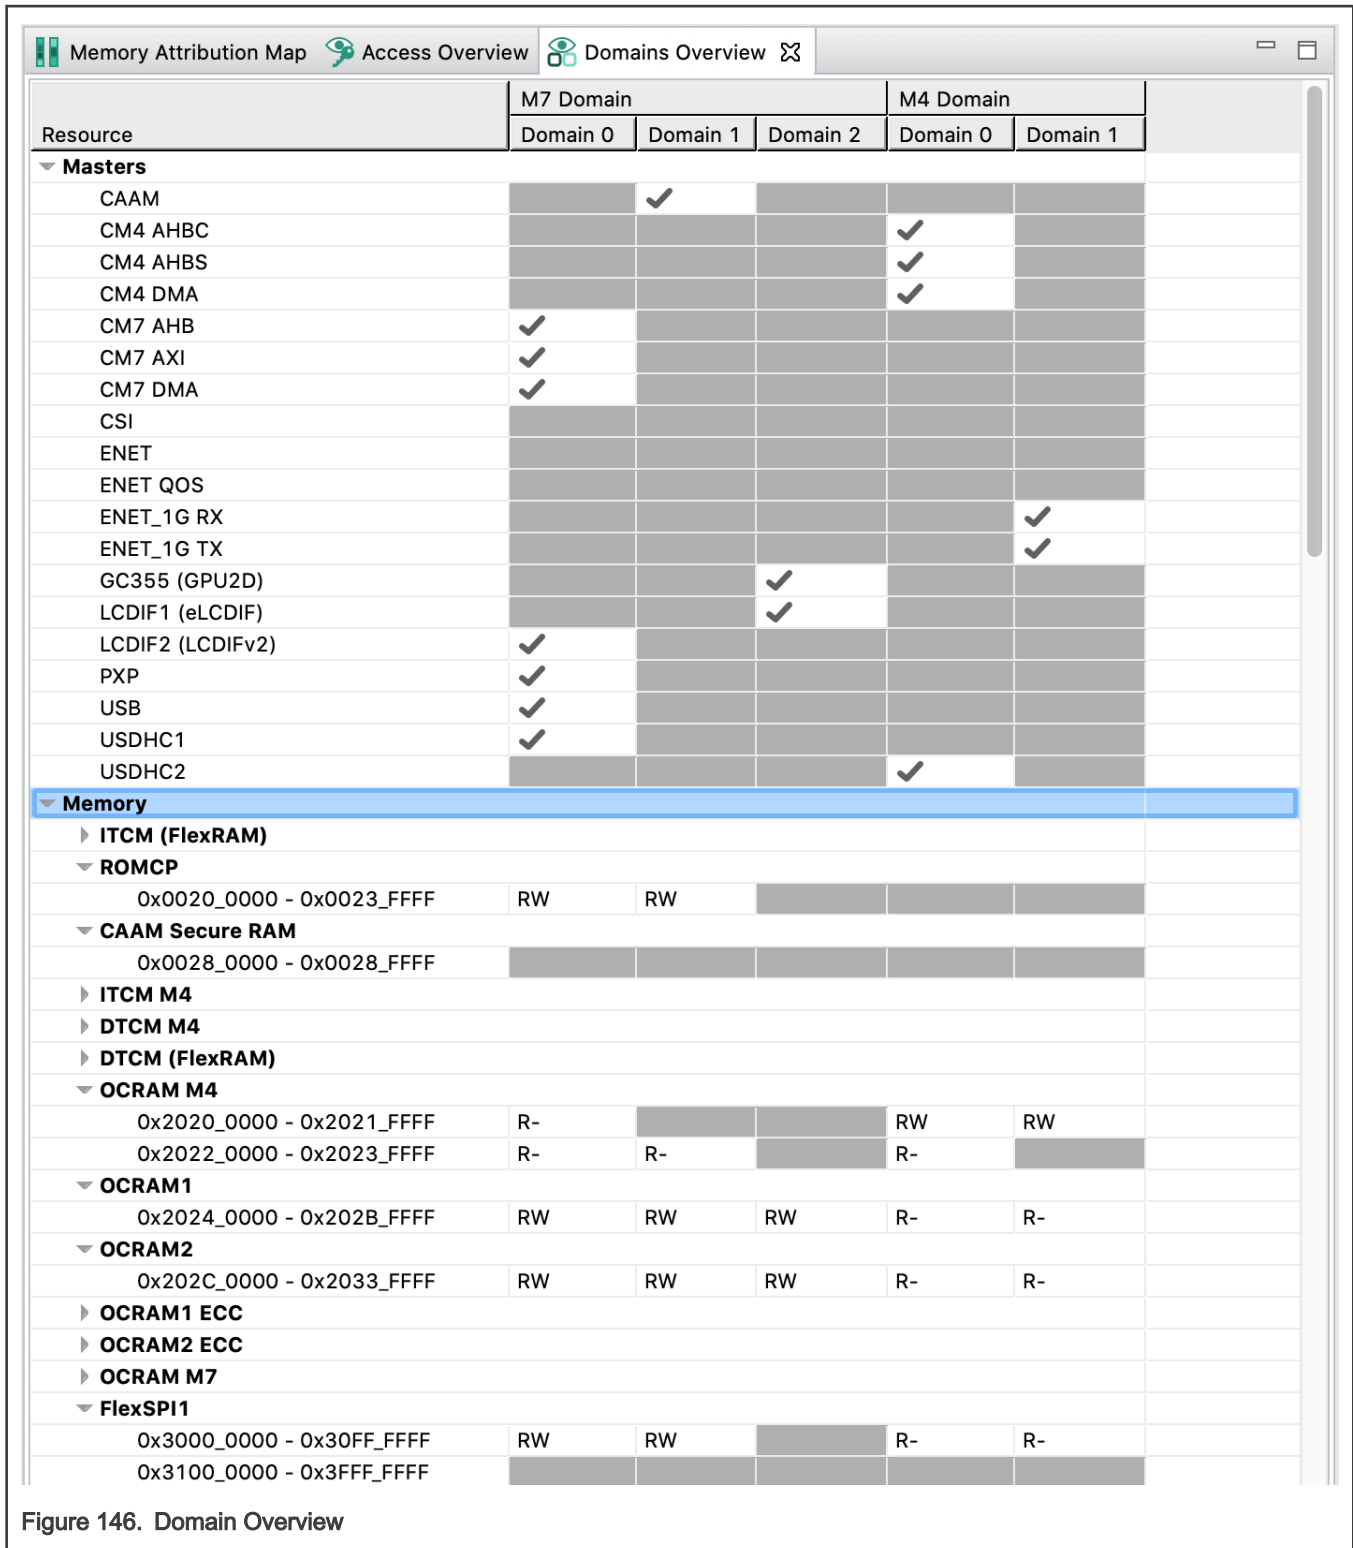 Memory Attribution Map Access Overview Domains Overview
M7 Domain M4 Domain
Resource Domain 0 Domain 1 Domain 2 Domain 0 Domain 1
Masters
CAAM
CM4 AHBC
CM4 AHBS
CM4 DMA
CM7 AHB
CM7 AXI
CM7 DMA
CSI
ENET
ENET QOS
ENET_1G RX
ENET_1G TX
GC355 (GPU2D)
LCDIF1 (eLCDIF)
LCDIF2 (LCDIFv2)
PXP
USB
USDHC1
USDHC2
Memory
ITCM (FlexRAM)
ROMCP
0x0020_0000 - 0x0023_FFFF RW RW
CAAM Secure RAM
0x0028_0000 - 0x0028_FFFF
ITCM M4
DTCM M4
DTCM (FlexRAM)
OCRAM M4
0x2020_0000 - 0x2021_FFFF R- RW RW
0x2022_0000 - 0x2023_FFFF R- R- R-
OCRAM1
0x2024_0000 - 0x202B_FFFF RW RW RW R- R-
OCRAM2
0x202C_0000 - 0x2033_FFFF RW RW RW R- R-
OCRAM1 ECC
OCRAM2 ECC
OCRAM M7
FlexSPI1
0x3000_0000 - 0x30FF_FFFF RW RW R- R-
0x3100_0000 - 0x3FFF_FFFF
Figure 146. Domain Overview